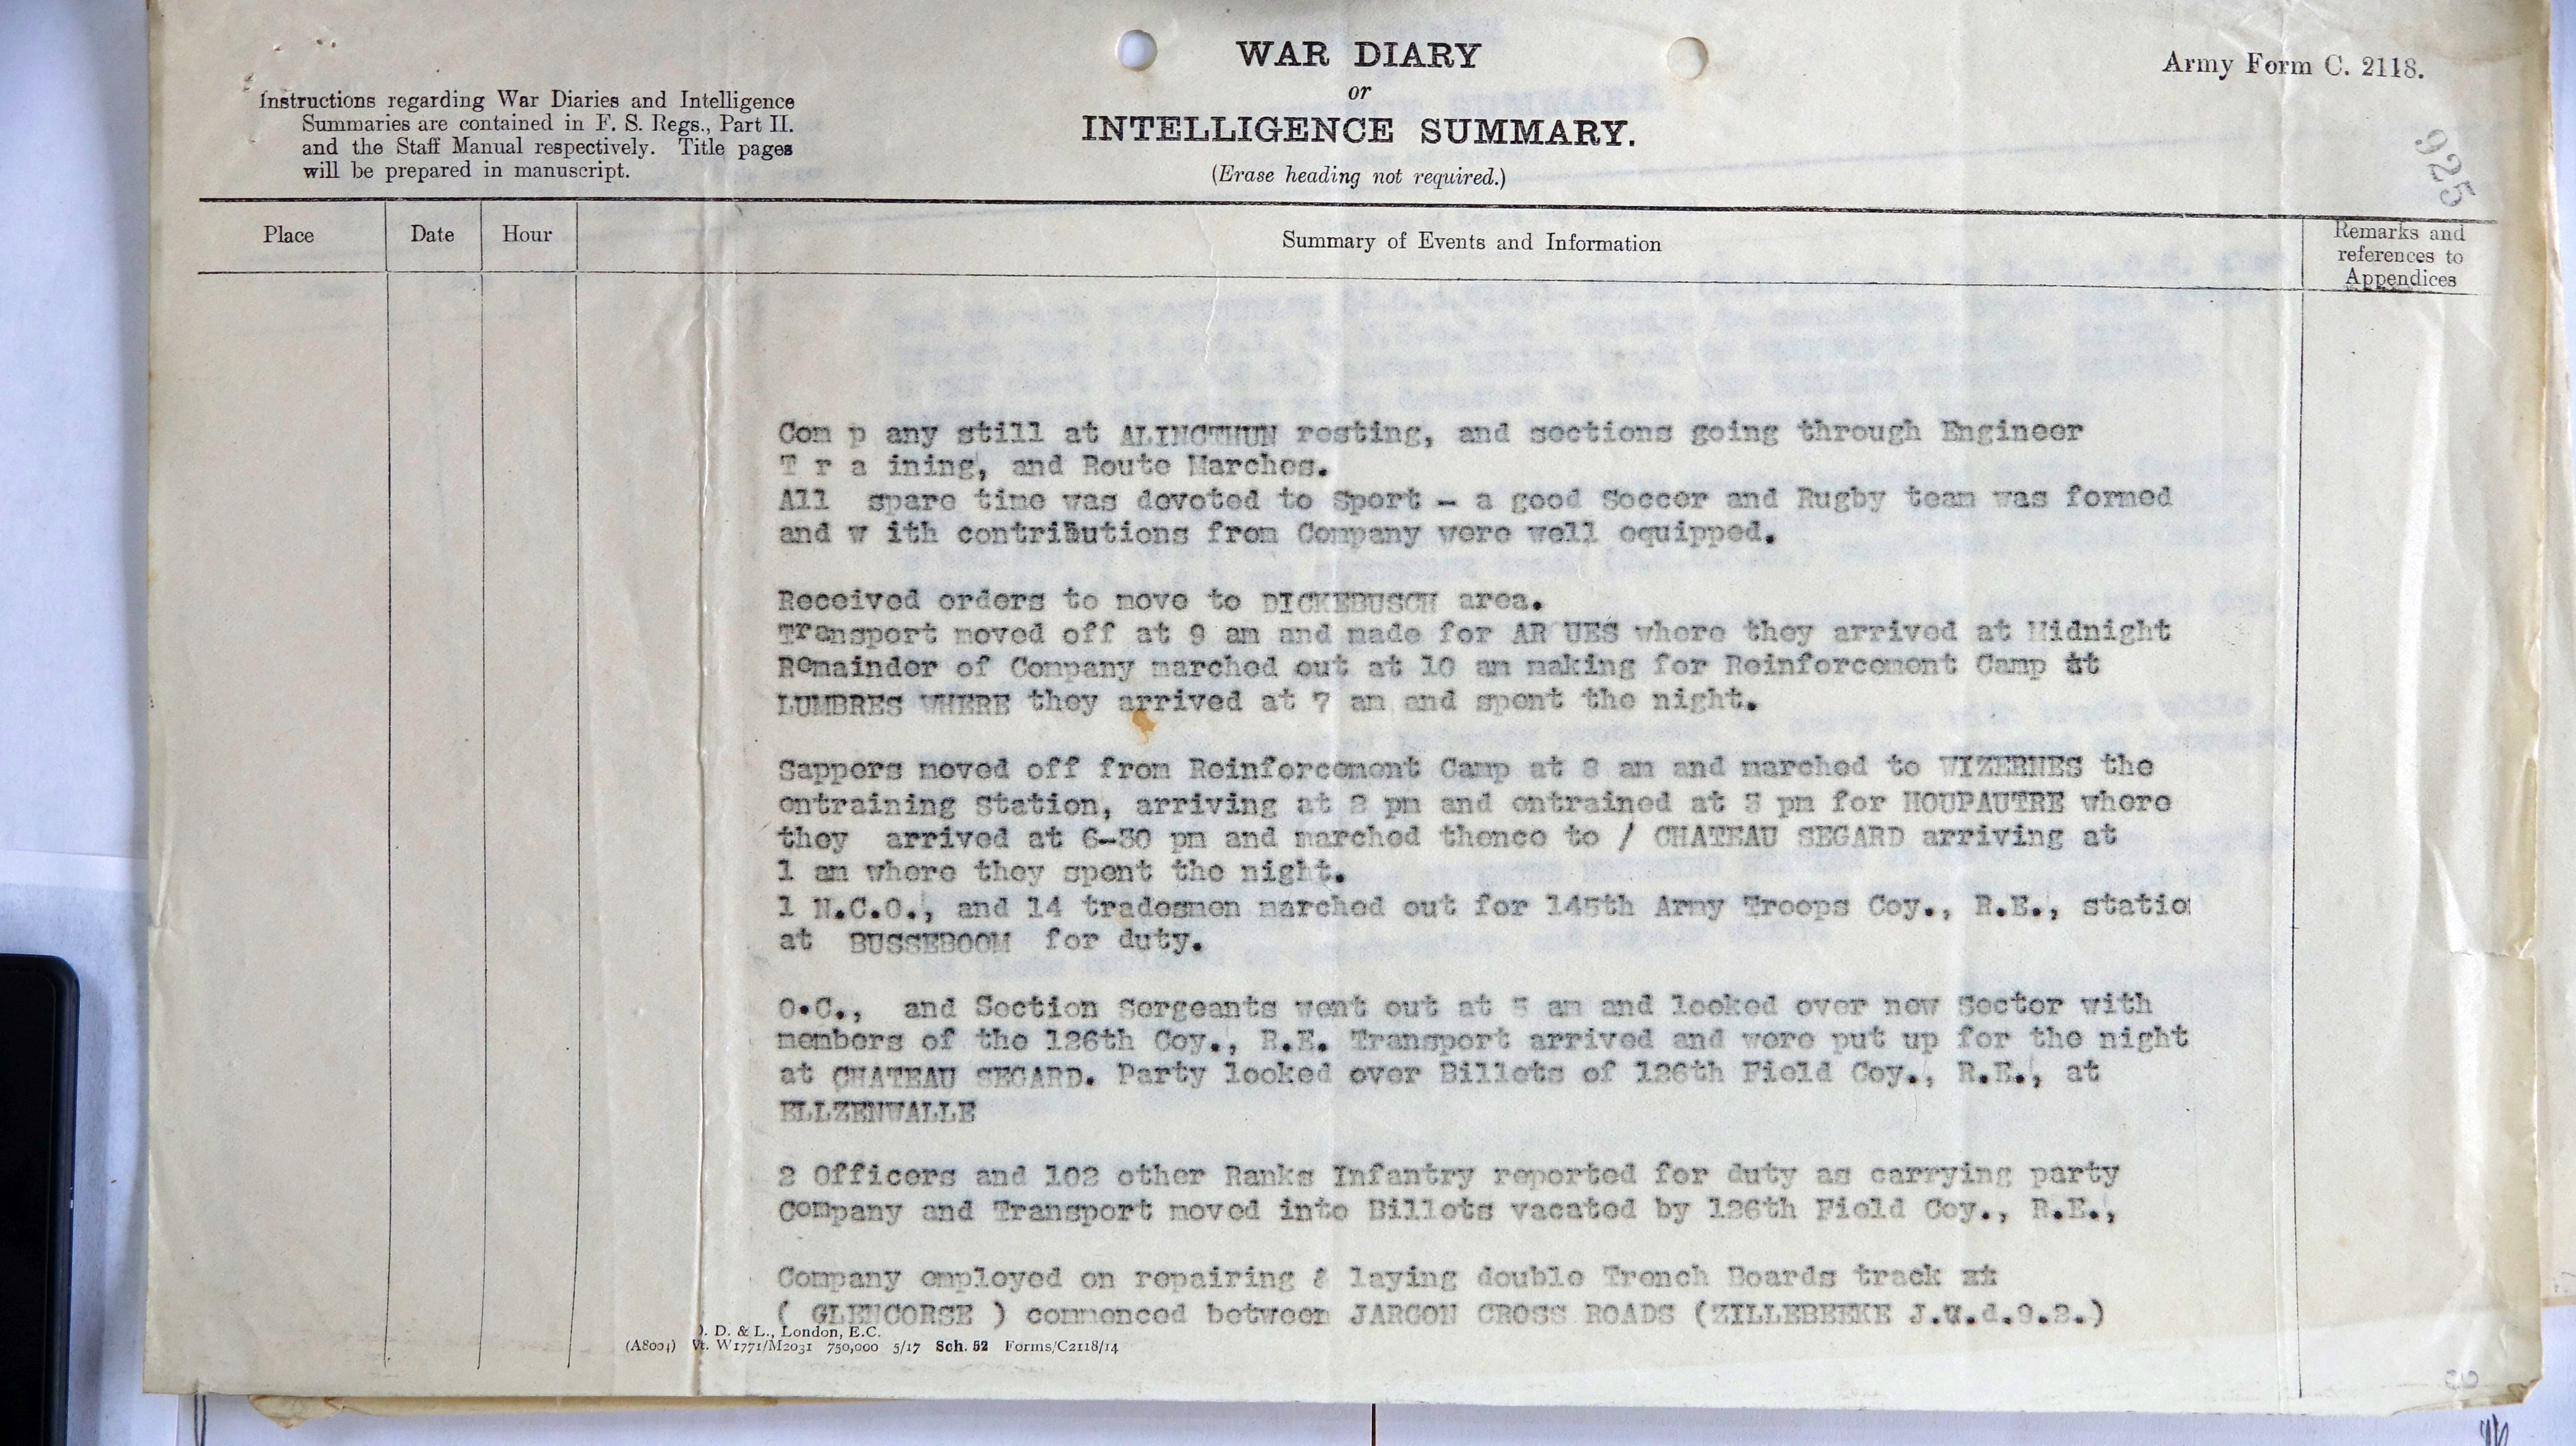 WAR DIARY
or
INTELLIGENCE SUMMARY.
(Erase heading not required.)
Army Form C. 2118.
Instructions regarding War Diaries and Intelligence
Summaries are contained in F. S. Regs., Part II.
and the Staff Manual respectively. Title pages
will be prepared in manuscript.
925
Place
Date
Hour
Summary of Events and Information
Remarks and
references to
Appendices
Com p any still at ALINCTHUN resting, and sections going through Engineer
T r a ining, and Route Marches.
All spare time was devoted to Sport - a good Soccer and Rugby team was formed
and w ith contributions from Company were well equipped.
Received orders to move to DICKEBUSCH area.
Transport moved off at 9 am and made for AR UES where they arrived at Midnight
Remainder of Company marched out at 10 am making for Reinforcement Camp at
LUMBRES WHERE they arrived at 7 am and spent the night.
Sappers moved off from Reinforcement Camp at 8 am and marched to WIZERNES the
entraining Station, arriving at 2 pm and entrained at 3 pm for HOUPAUTRE where
they arrived at 6-30 pm and marched thence to / CHATEAU SEGARD arriving at
1 am where they spent the night.
1 N.C.O., and 14 tradesmen marched out for 145th Army Troops Coy., R.E., statio
at BUSSEBOOM for duty.
O.C., and Section Sergeants went out at 5 am and looked over new Sector with
members of the 126th Coy., R.E. Transport arrived and were put up for the night
at CHATEAU SEGARD. Party looked over Billets of 126th Field Coy., R.E., at
ELLZENWALLE
2 Officers and 102 other Ranks Infantry reported for duty as carrying party
Company and Transport moved into Billets vacated by 126th Field Coy., R.E.,
Company employed on repairing & laying double Trench Boards track
( GLENCORSE ) commenced between JARGON CROSS ROADS (ZILLEBEEKE J.w.d.9.2.)
. D. & L., London, E.C.
(A8004) Wt. W1771/M2031 750,000 5/17 Sch. 52 Forms/C2118/14